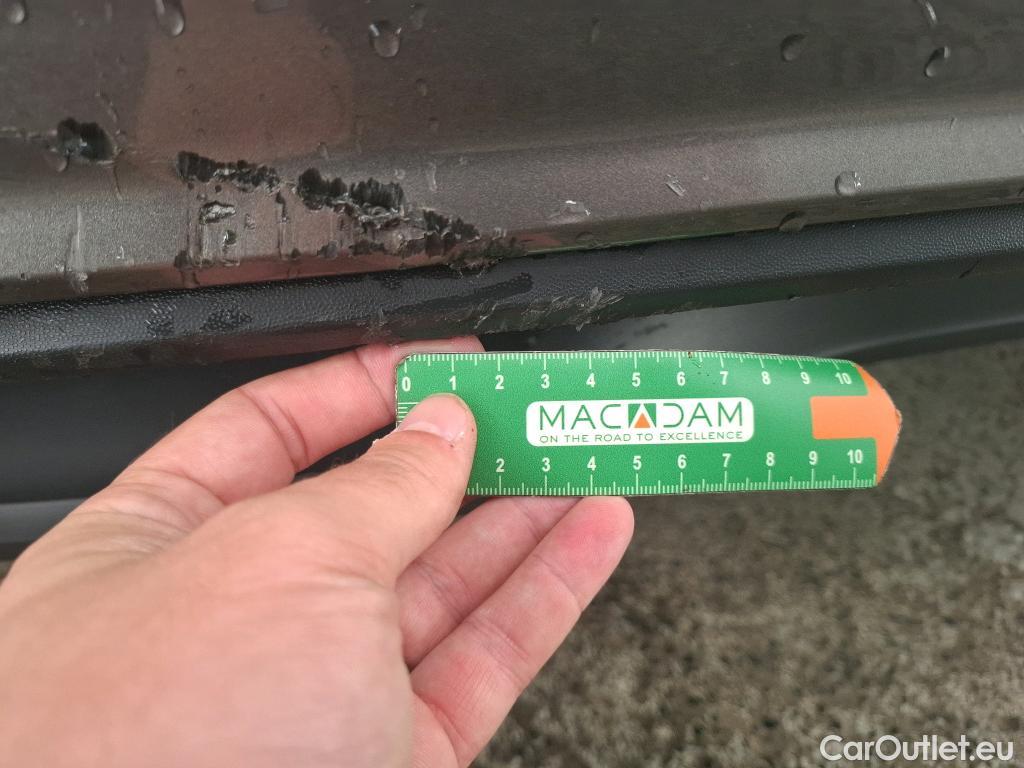 0 1 2 3 4 5 6 7 8 9 10
MACADAM
ON THE ROAD TO EXCELLENCE
2 3 4 5 6 7 8 9 10
CarOutlet.eu